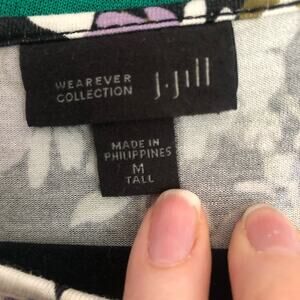 WEAREVER
COLLECTION
J.Jill
MADE IN
PHILIPPINES
M
TALL